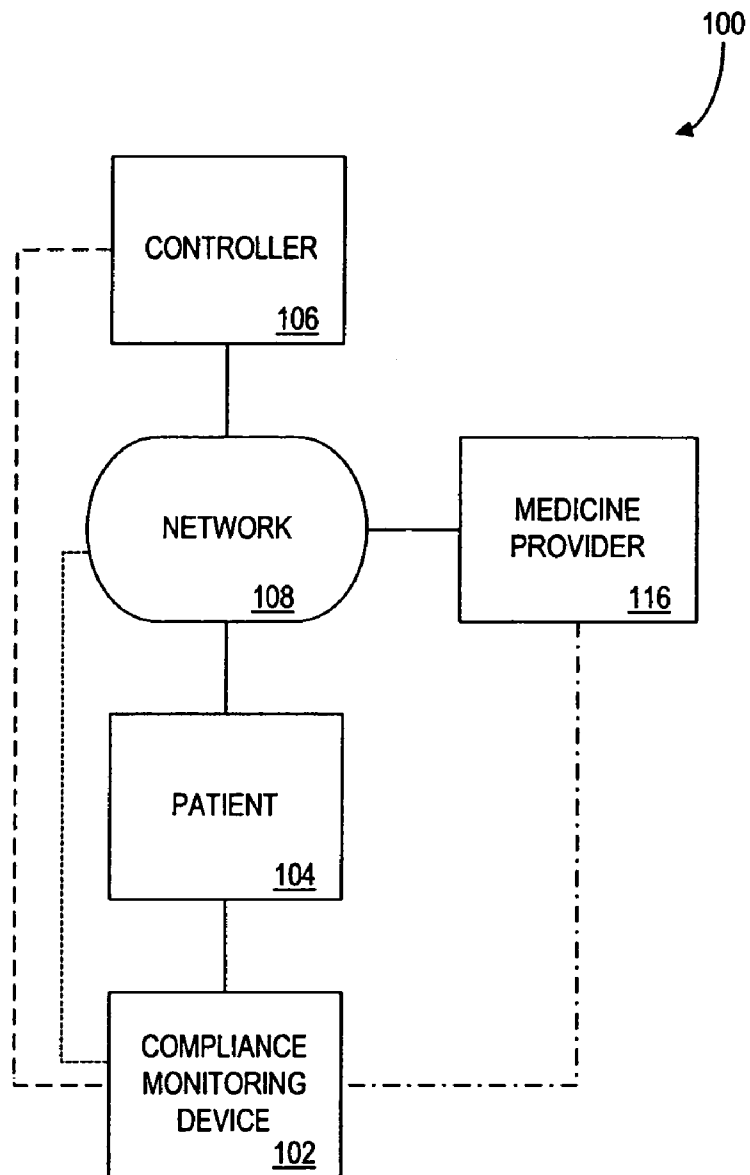 100
CONTROLLER
106
NETWORK
108
MEDICINE
PROVIDER
116
PATIENT
104
COMPLIANCE
MONITORING
DEVICE
102